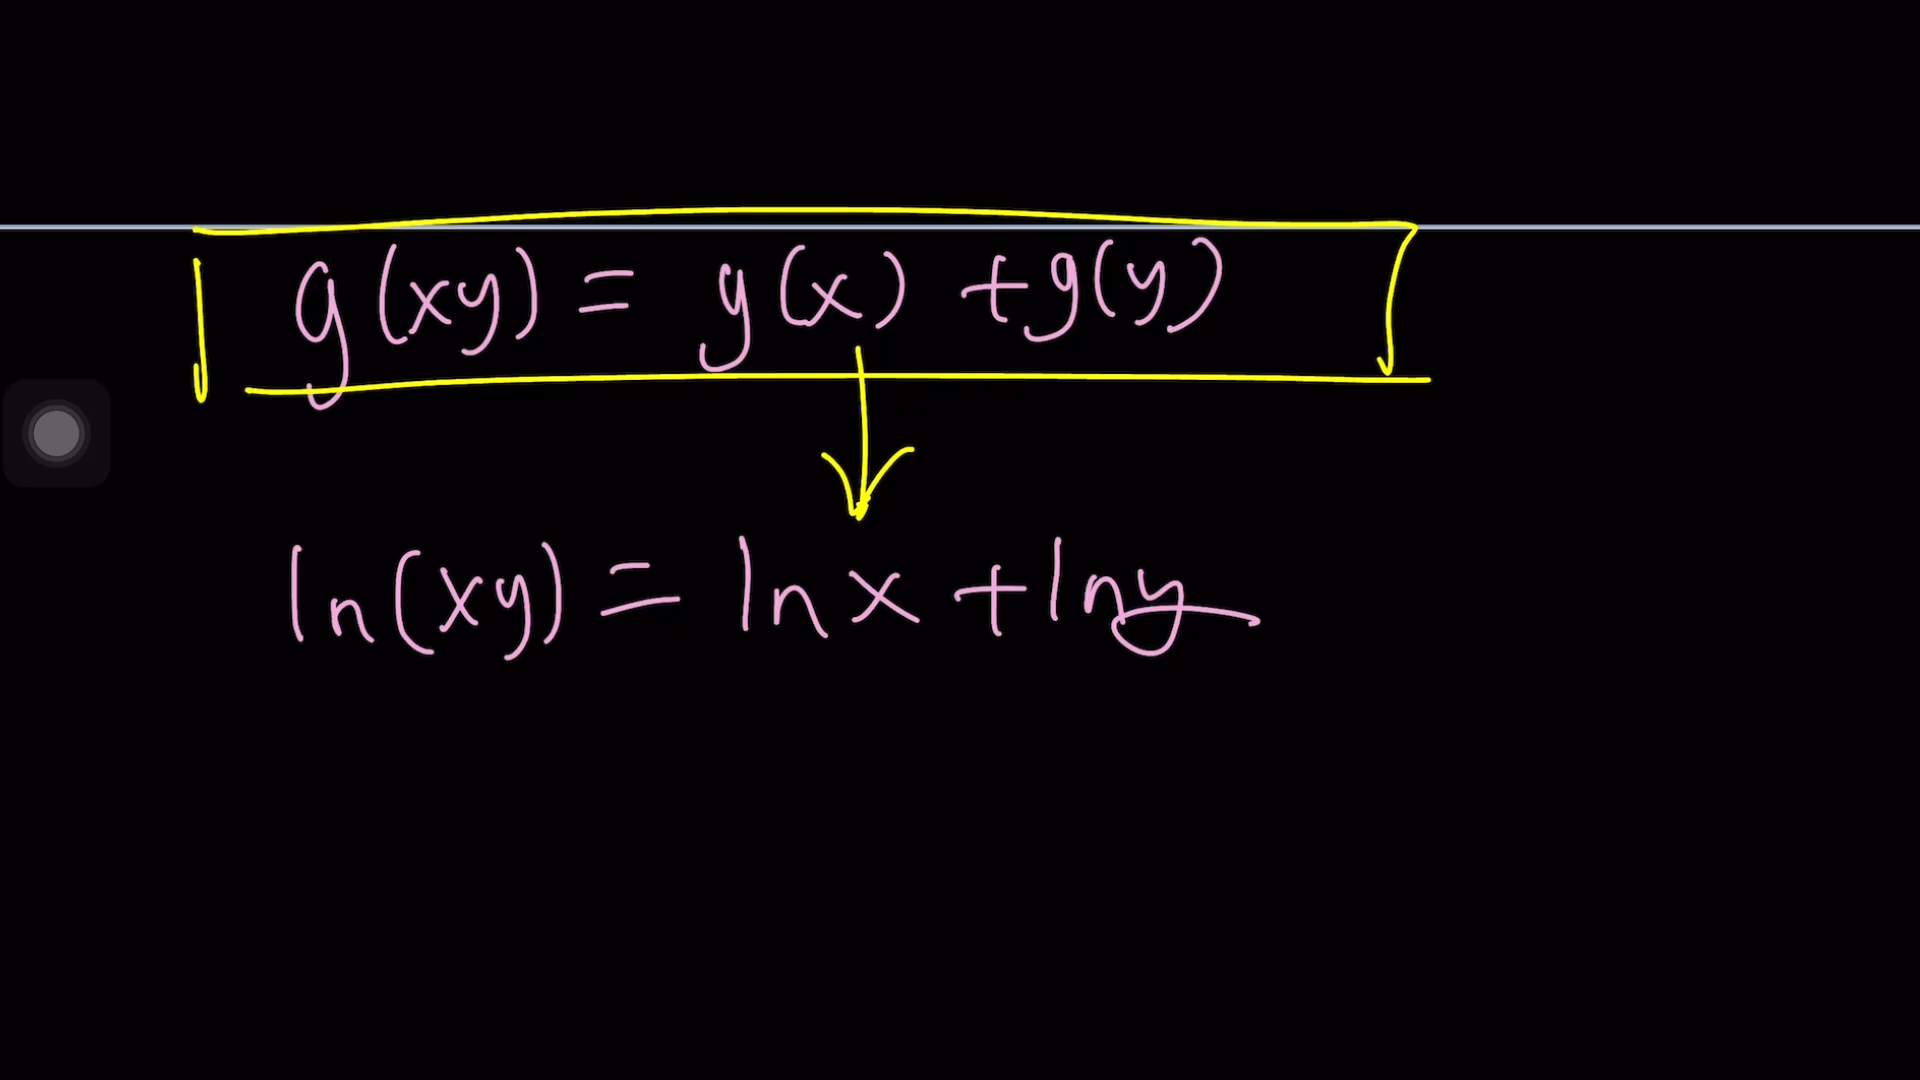 g(xy) = g(x) + g(y)
ln(xy) = ln x + ln y